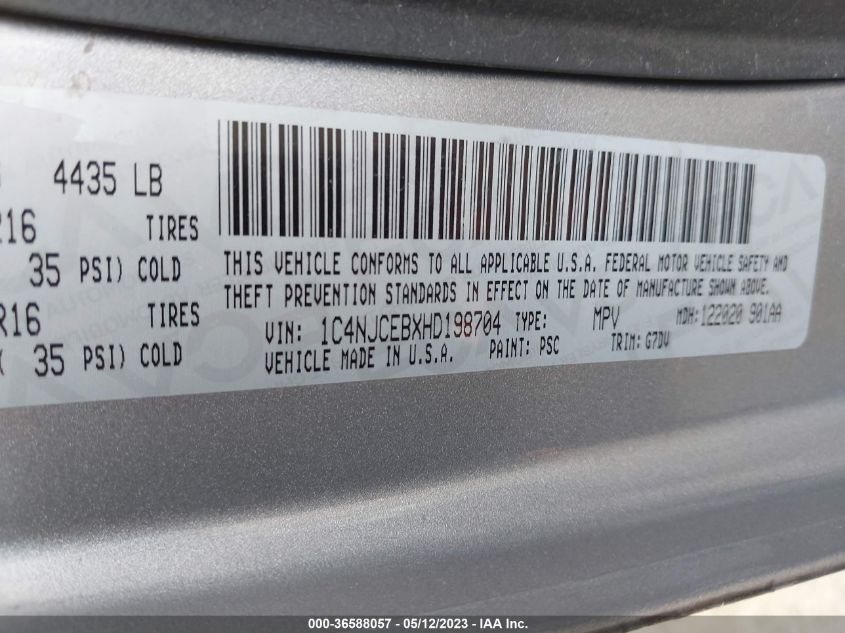 4435 LB
R16 TIRES
35 PSI) COLD
R16 TIRES
35 PSI) COLD
THIS VEHICLE CONFORMS TO ALL APPLICABLE U.S.A. FEDERAL MOTOR VEHICLE SAFETY AND
THEFT PREVENTION STANDARDS IN EFFECT ON THE DATE OF MANUFACTURE SHOWN ABOVE.
VIN: 1C4NJCEBXHD198704 TYPE: MPV MDH: 122020 901AA
VEHICLE MADE IN U.S.A. PAINT: PSC TRIM: G7DV
000-36588057 - 05/12/2023 - IAA Inc.